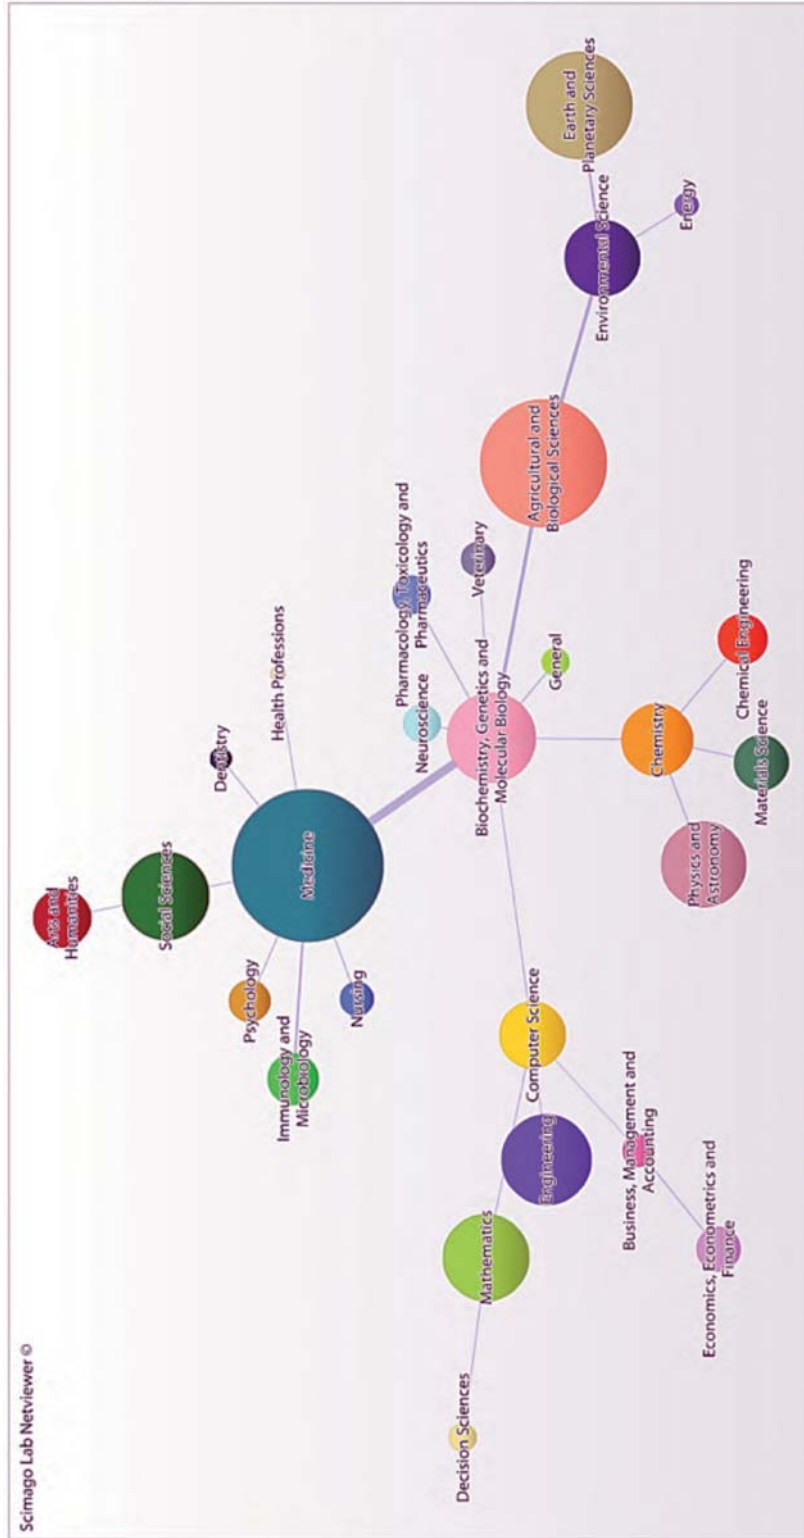 Scimago Lab Netviewer ©
Arts and
Humanities
Social Sciences
Psychology
Immunology and
Microbiology
Nursing
Medicine
Dentistry
Health Professions
Neuroscience
Pharmacology, Toxicology and
Pharmaceutics
Veterinary
Biochemistry, Genetics and
Molecular Biology
General
Agricultural and
Biological Sciences
Earth and
Planetary Sciences
Environmental Science
Energy
Decision Sciences
Mathematics
Engineering
Computer Science
Business, Management and
Accounting
Economics, Econometrics and
Finance
Chemistry
Physics and
Astronomy
Materials Science
Chemical Engineering